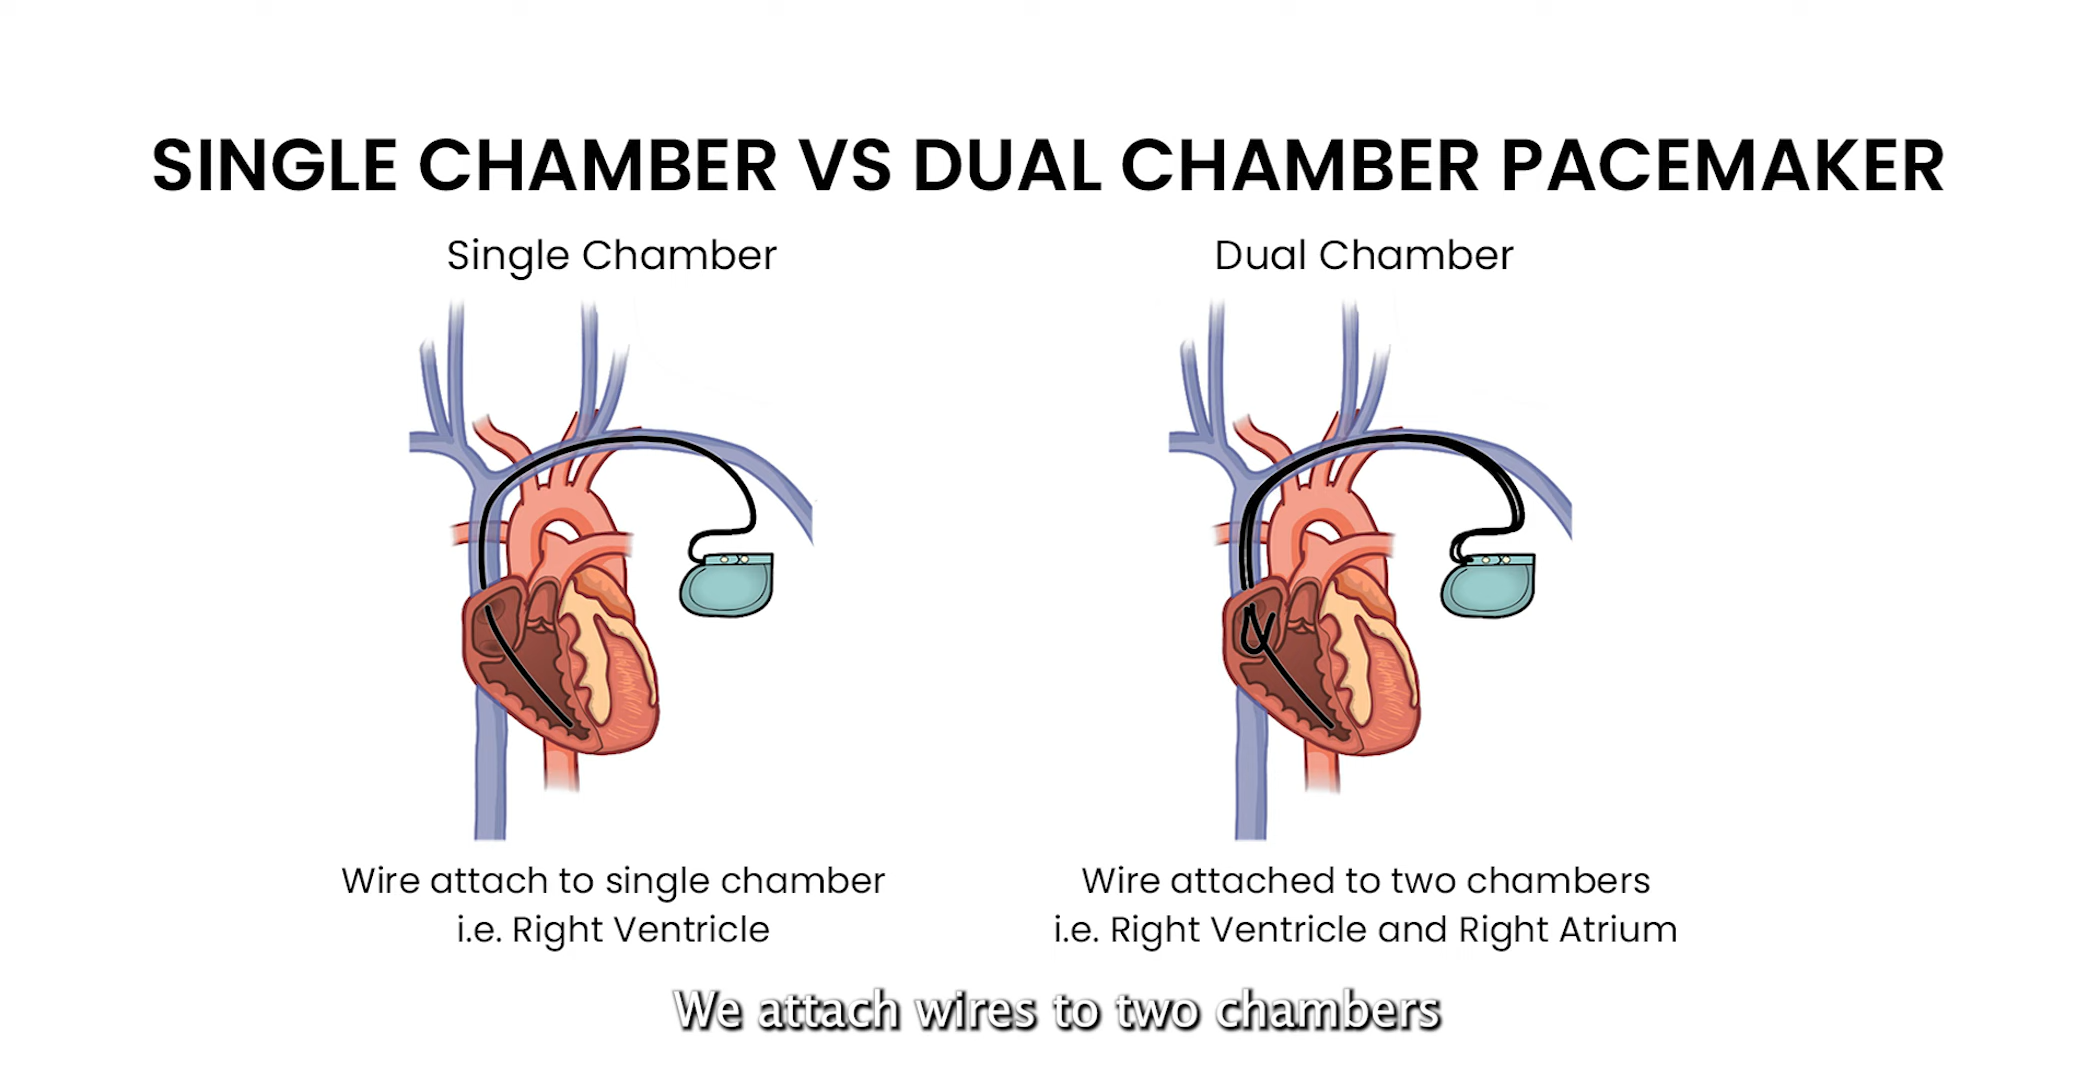 SINGLE CHAMBER VS DUAL CHAMBER PACEMAKER
Single Chamber
Wire attach to single chamber
i.e. Right Ventricle
Dual Chamber
Wire attached to two chambers
i.e. Right Ventricle and Right Atrium
We attach wires to two chambers